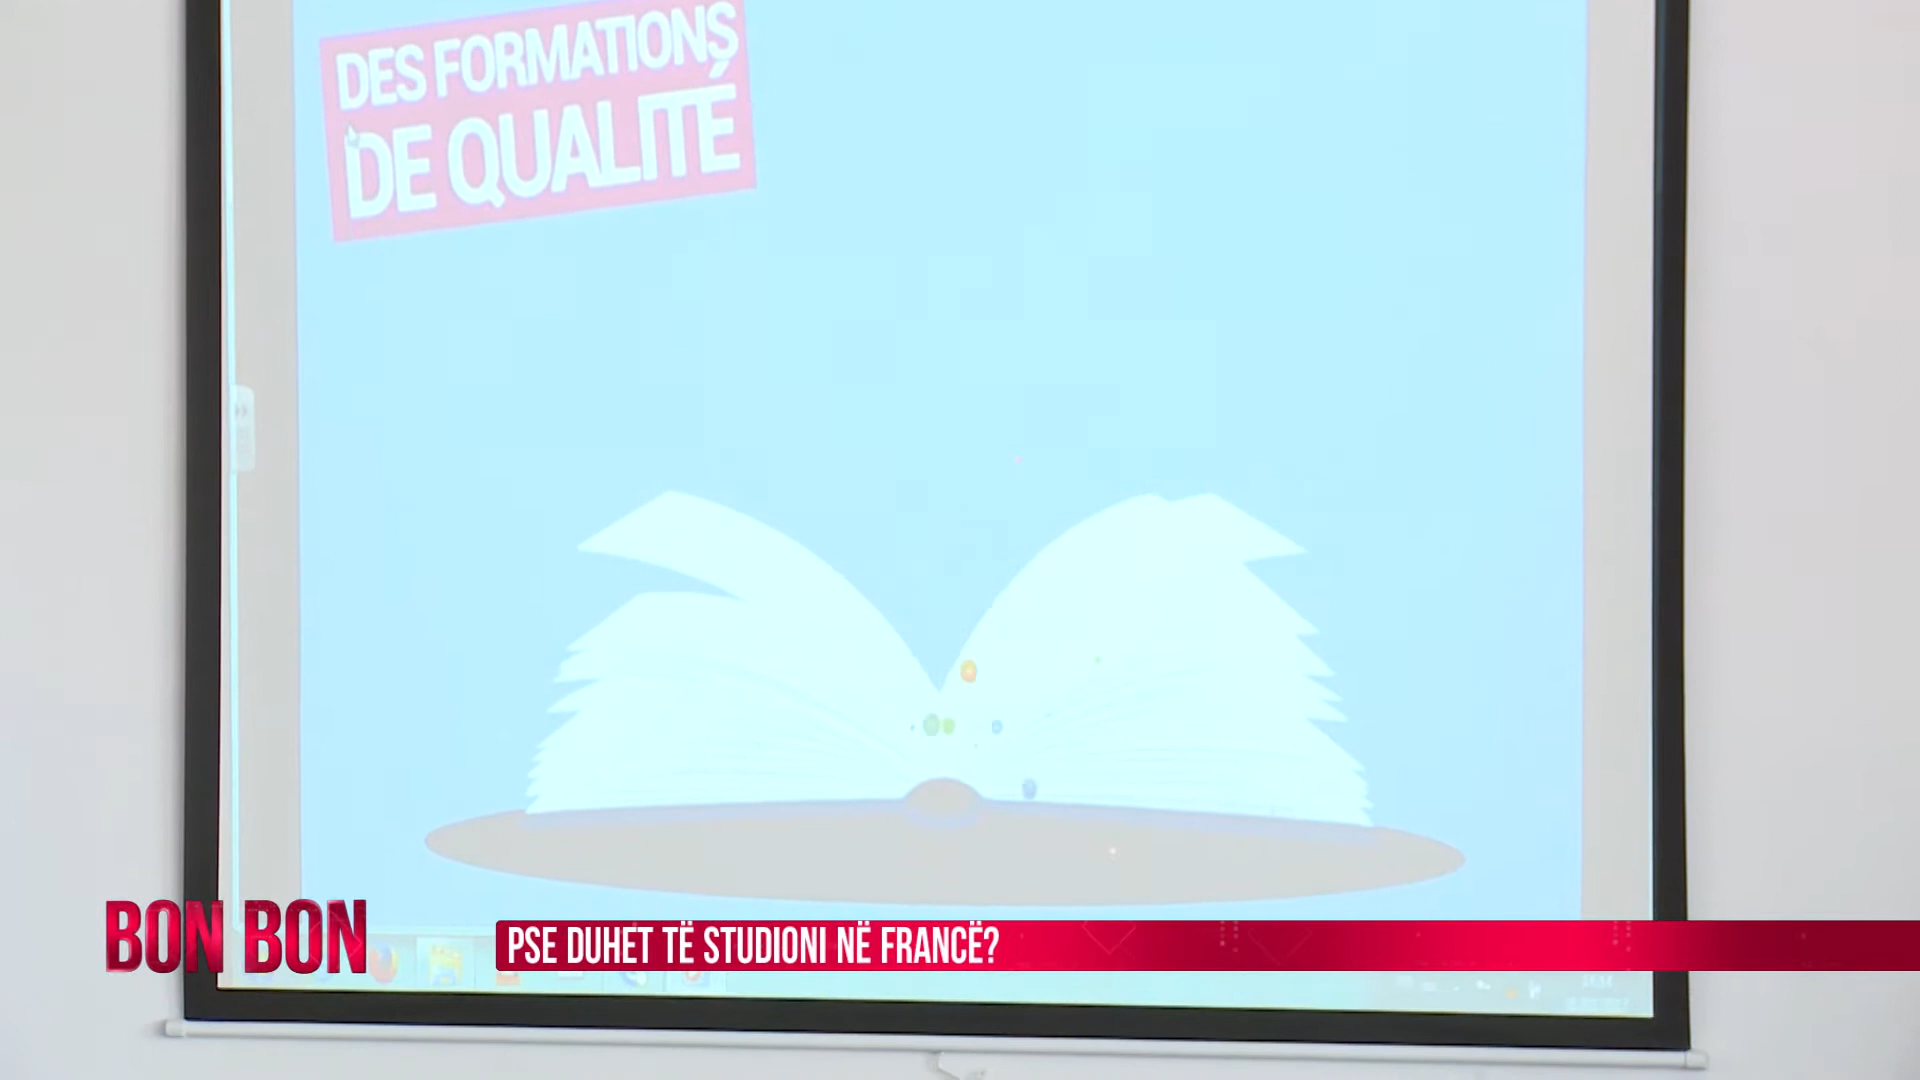 DES FORMATIONS
DE QUALITÉ
BON BON
PSE DUHET TË STUDIONI NË FRANCË?